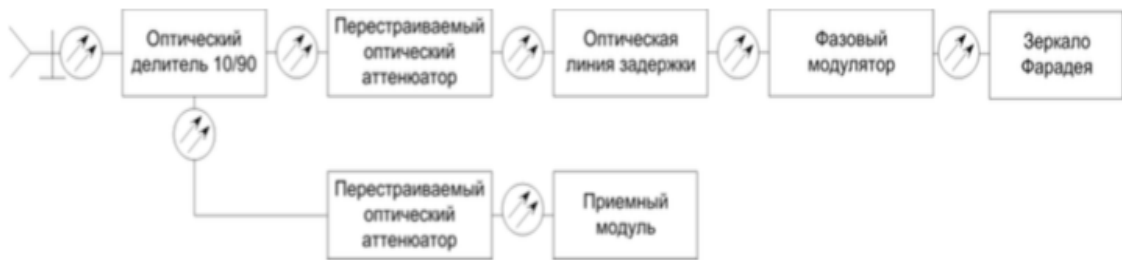 Оптический
делитель 10/90
Перестраиваемый
оптический
аттенюатор
Оптическая
линия задержки
Фазовый
модулятор
Зеркало
Фарадея
Перестраиваемый
оптический
аттенюатор
Приемный
модуль